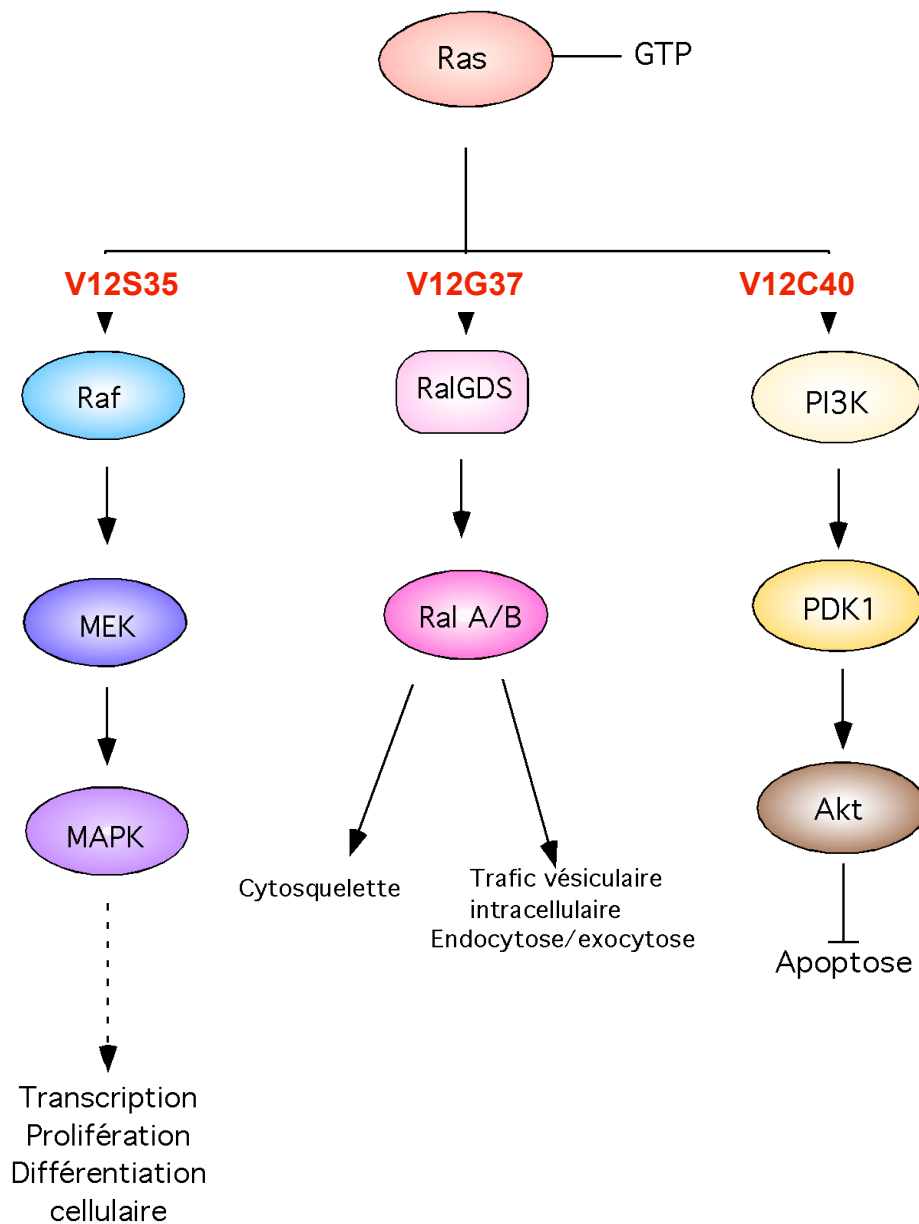 Ras
GTP
V12S35
V12G37
V12C40
Raf
RalGDS
PI3K
MEK
Ral A/B
PDK1
MAPK
Akt
Cytosquelette
Trafic vésiculaire
intracellulaire
Endocytose/exocytose
Apoptose
Transcription
Prolifération
Différentiation
cellulaire